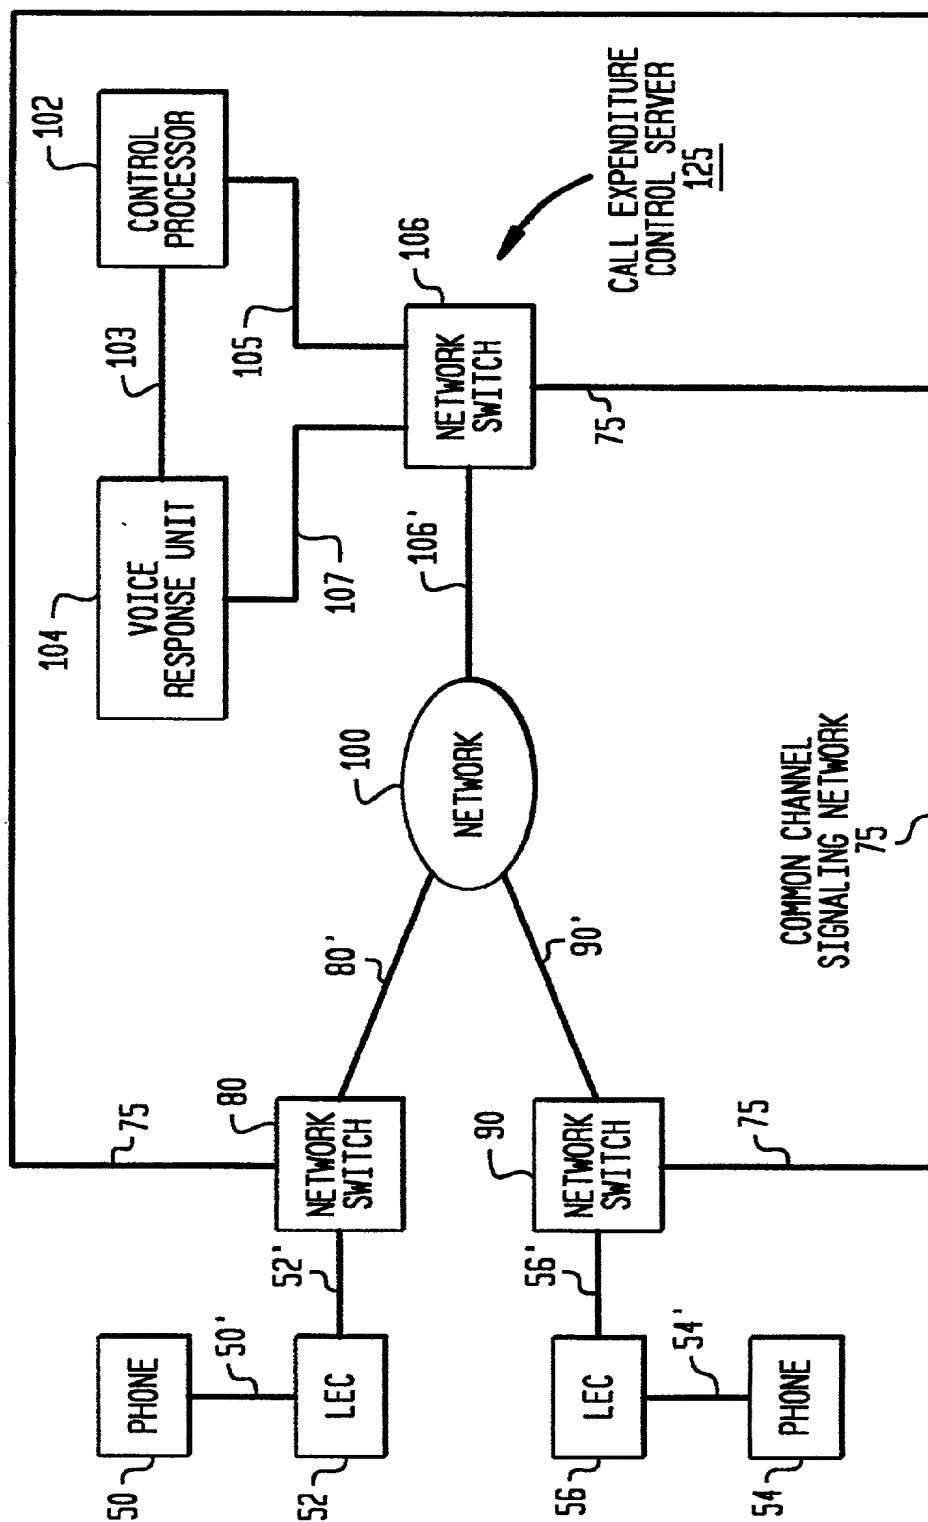 50
PHONE
50'
52
LEC
52'
75
80
NETWORK
SWITCH
80'
104
VOICE
RESPONSE UNIT
103
102
CONTROL
PROCESSOR
107
105
100
NETWORK
106'
106
NETWORK
SWITCH
75
CALL EXPENDITURE
CONTROL SERVER
125
90'
90
NETWORK
SWITCH
75
56'
56
LEC
54'
54
PHONE
COMMON CHANNEL
SIGNALING NETWORK
75